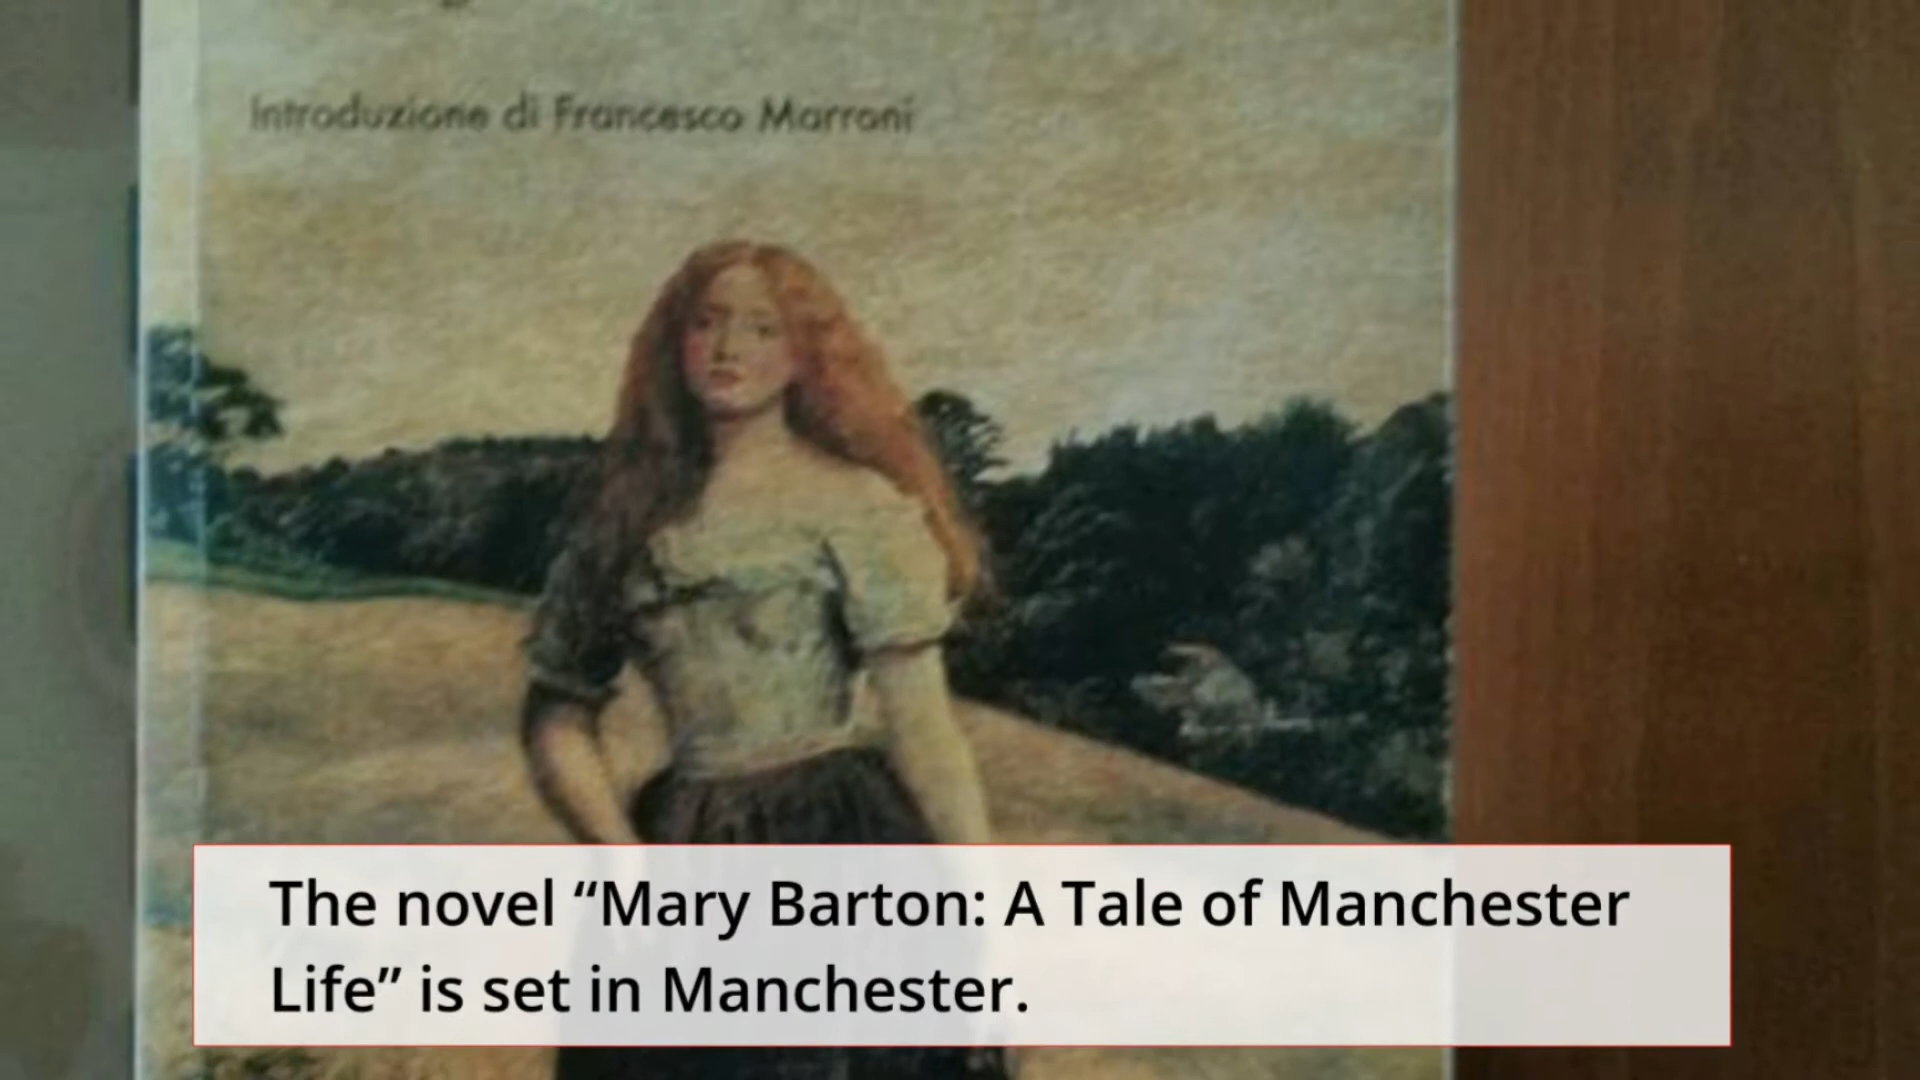 Introduzione di Francesco Marroni
The novel “Mary Barton: A Tale of Manchester
Life” is set in Manchester.